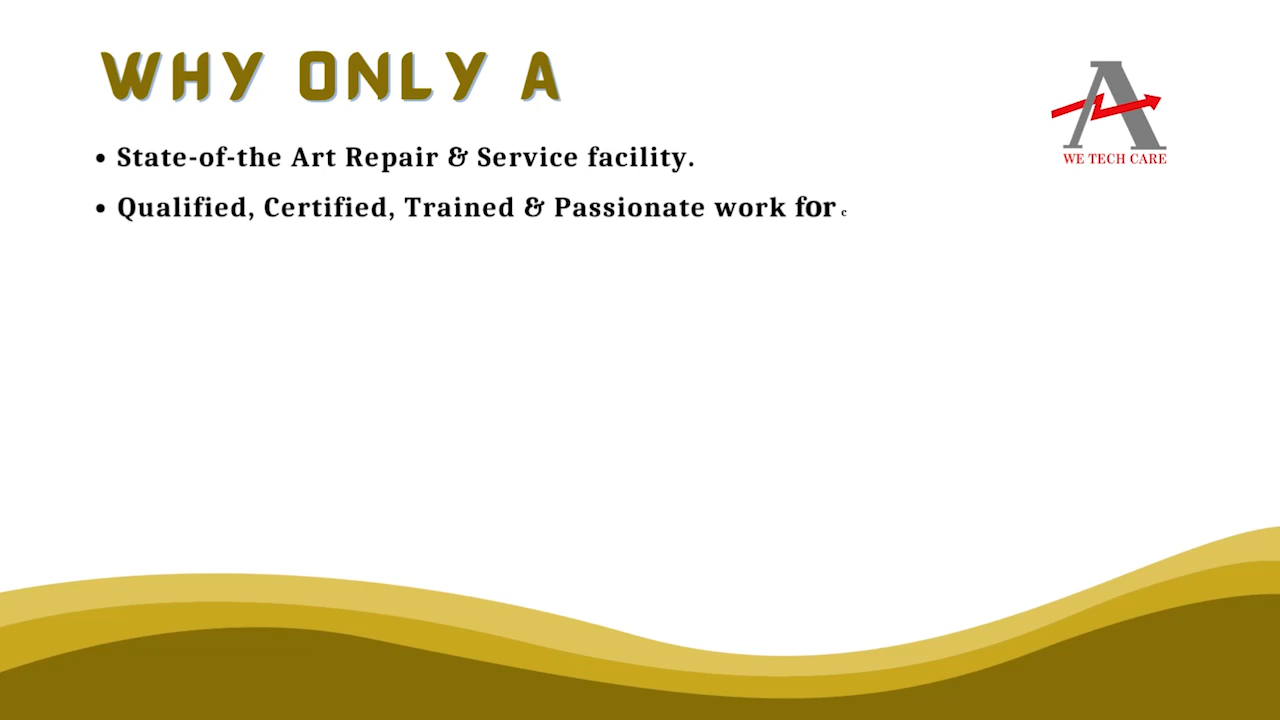 WHY ONLY A
• State-of-the Art Repair & Service facility.
• Qualified, Certified, Trained & Passionate work for c
A
WE TECH CARE